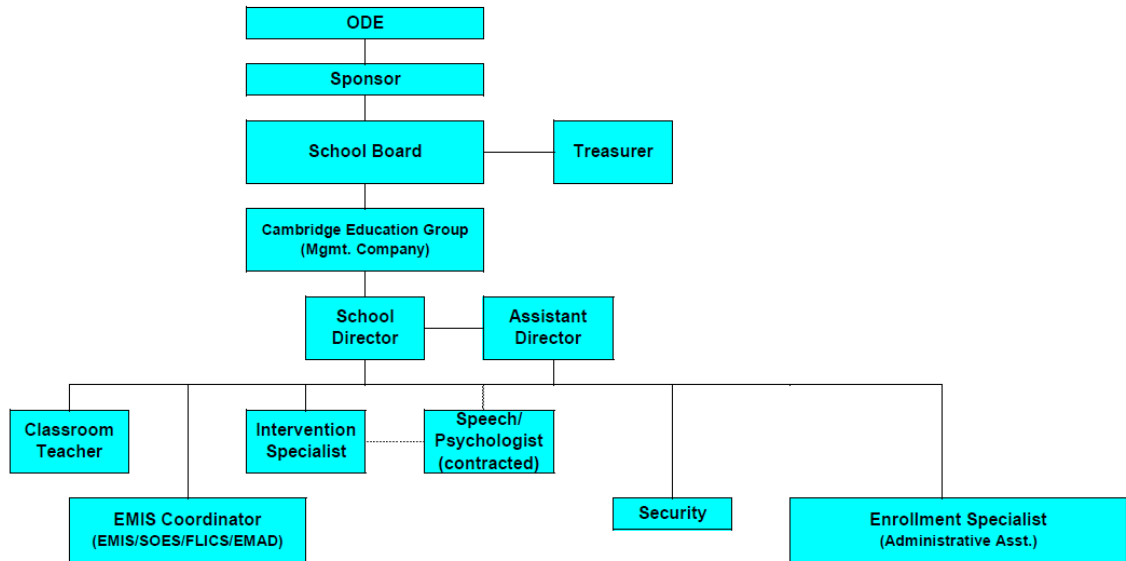 ODE
Sponsor
School Board
Treasurer
Cambridge Education Group
(Mgmt. Company)
School
Director
Assistant
Director
Classroom
Teacher
Intervention
Specialist
Speech/
Psychologist
(contracted)
EMIS Coordinator
(EMIS/SOES/FLICS/EMAD)
Security
Enrollment Specialist
(Administrative Asst.)